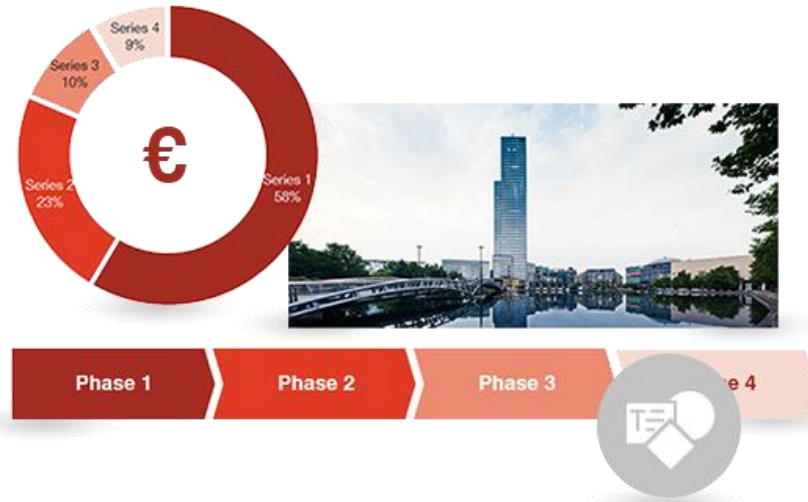 Series 4
9%
Series 3
10%
€
Series 1
58%
Series 2
23%
Phase 1
Phase 2
Phase 3
e 4
T